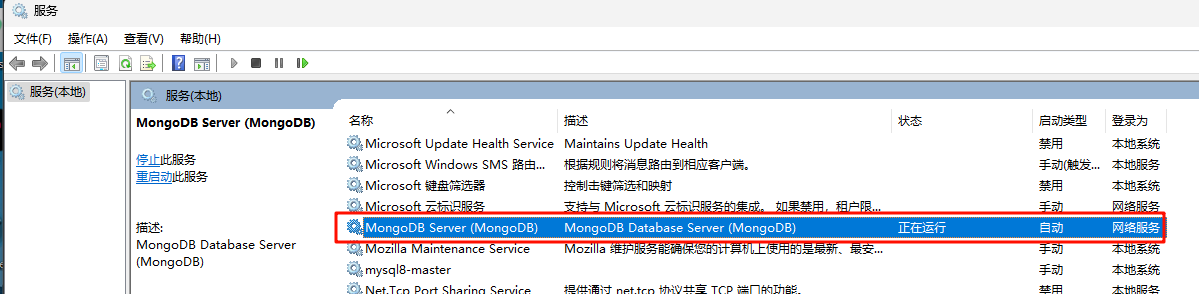 服务
文件(F) 操作(A) 查看(V) 帮助(H)
服务(本地)
服务(本地)
MongoDB Server (MongoDB)
停止此服务
重启动此服务
描述:
MongoDB Database Server
(MongoDB)
名称 描述 状态 启动类型 登录为
Microsoft Update Health Service Maintains Update Health 禁用 本地系统
Microsoft Windows SMS 路由... 根据规则将消息路由到相应客户端。 手动(触发... 本地系统
Microsoft 键盘筛选器 控制击键筛选和映射 禁用 本地系统
Microsoft 云标识服务 支持与 Microsoft 云标识服务的集成。 如果禁用，租户限... 自动 网络服务
MongoDB Server (MongoDB) MongoDB Database Server (MongoDB) 正在运行 自动 网络服务
Mozilla Maintenance Service Mozilla 维护服务能确保您的计算机上使用的是最新、最安... 手动 本地系统
mysql8-master 手动 本地系统
Net.Tcp Port Sharing Service 提供通过 net.tcp 协议共享 TCP 端口的功能。 禁用 本地服务